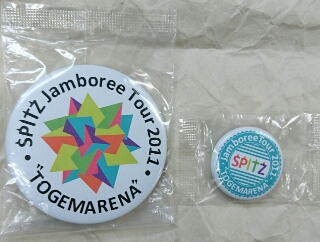 SPITZ Jamboree Tour 2011
"TOGEMARENA"
Jamboree Tour 2011
SPITZ
TOGEMARENA